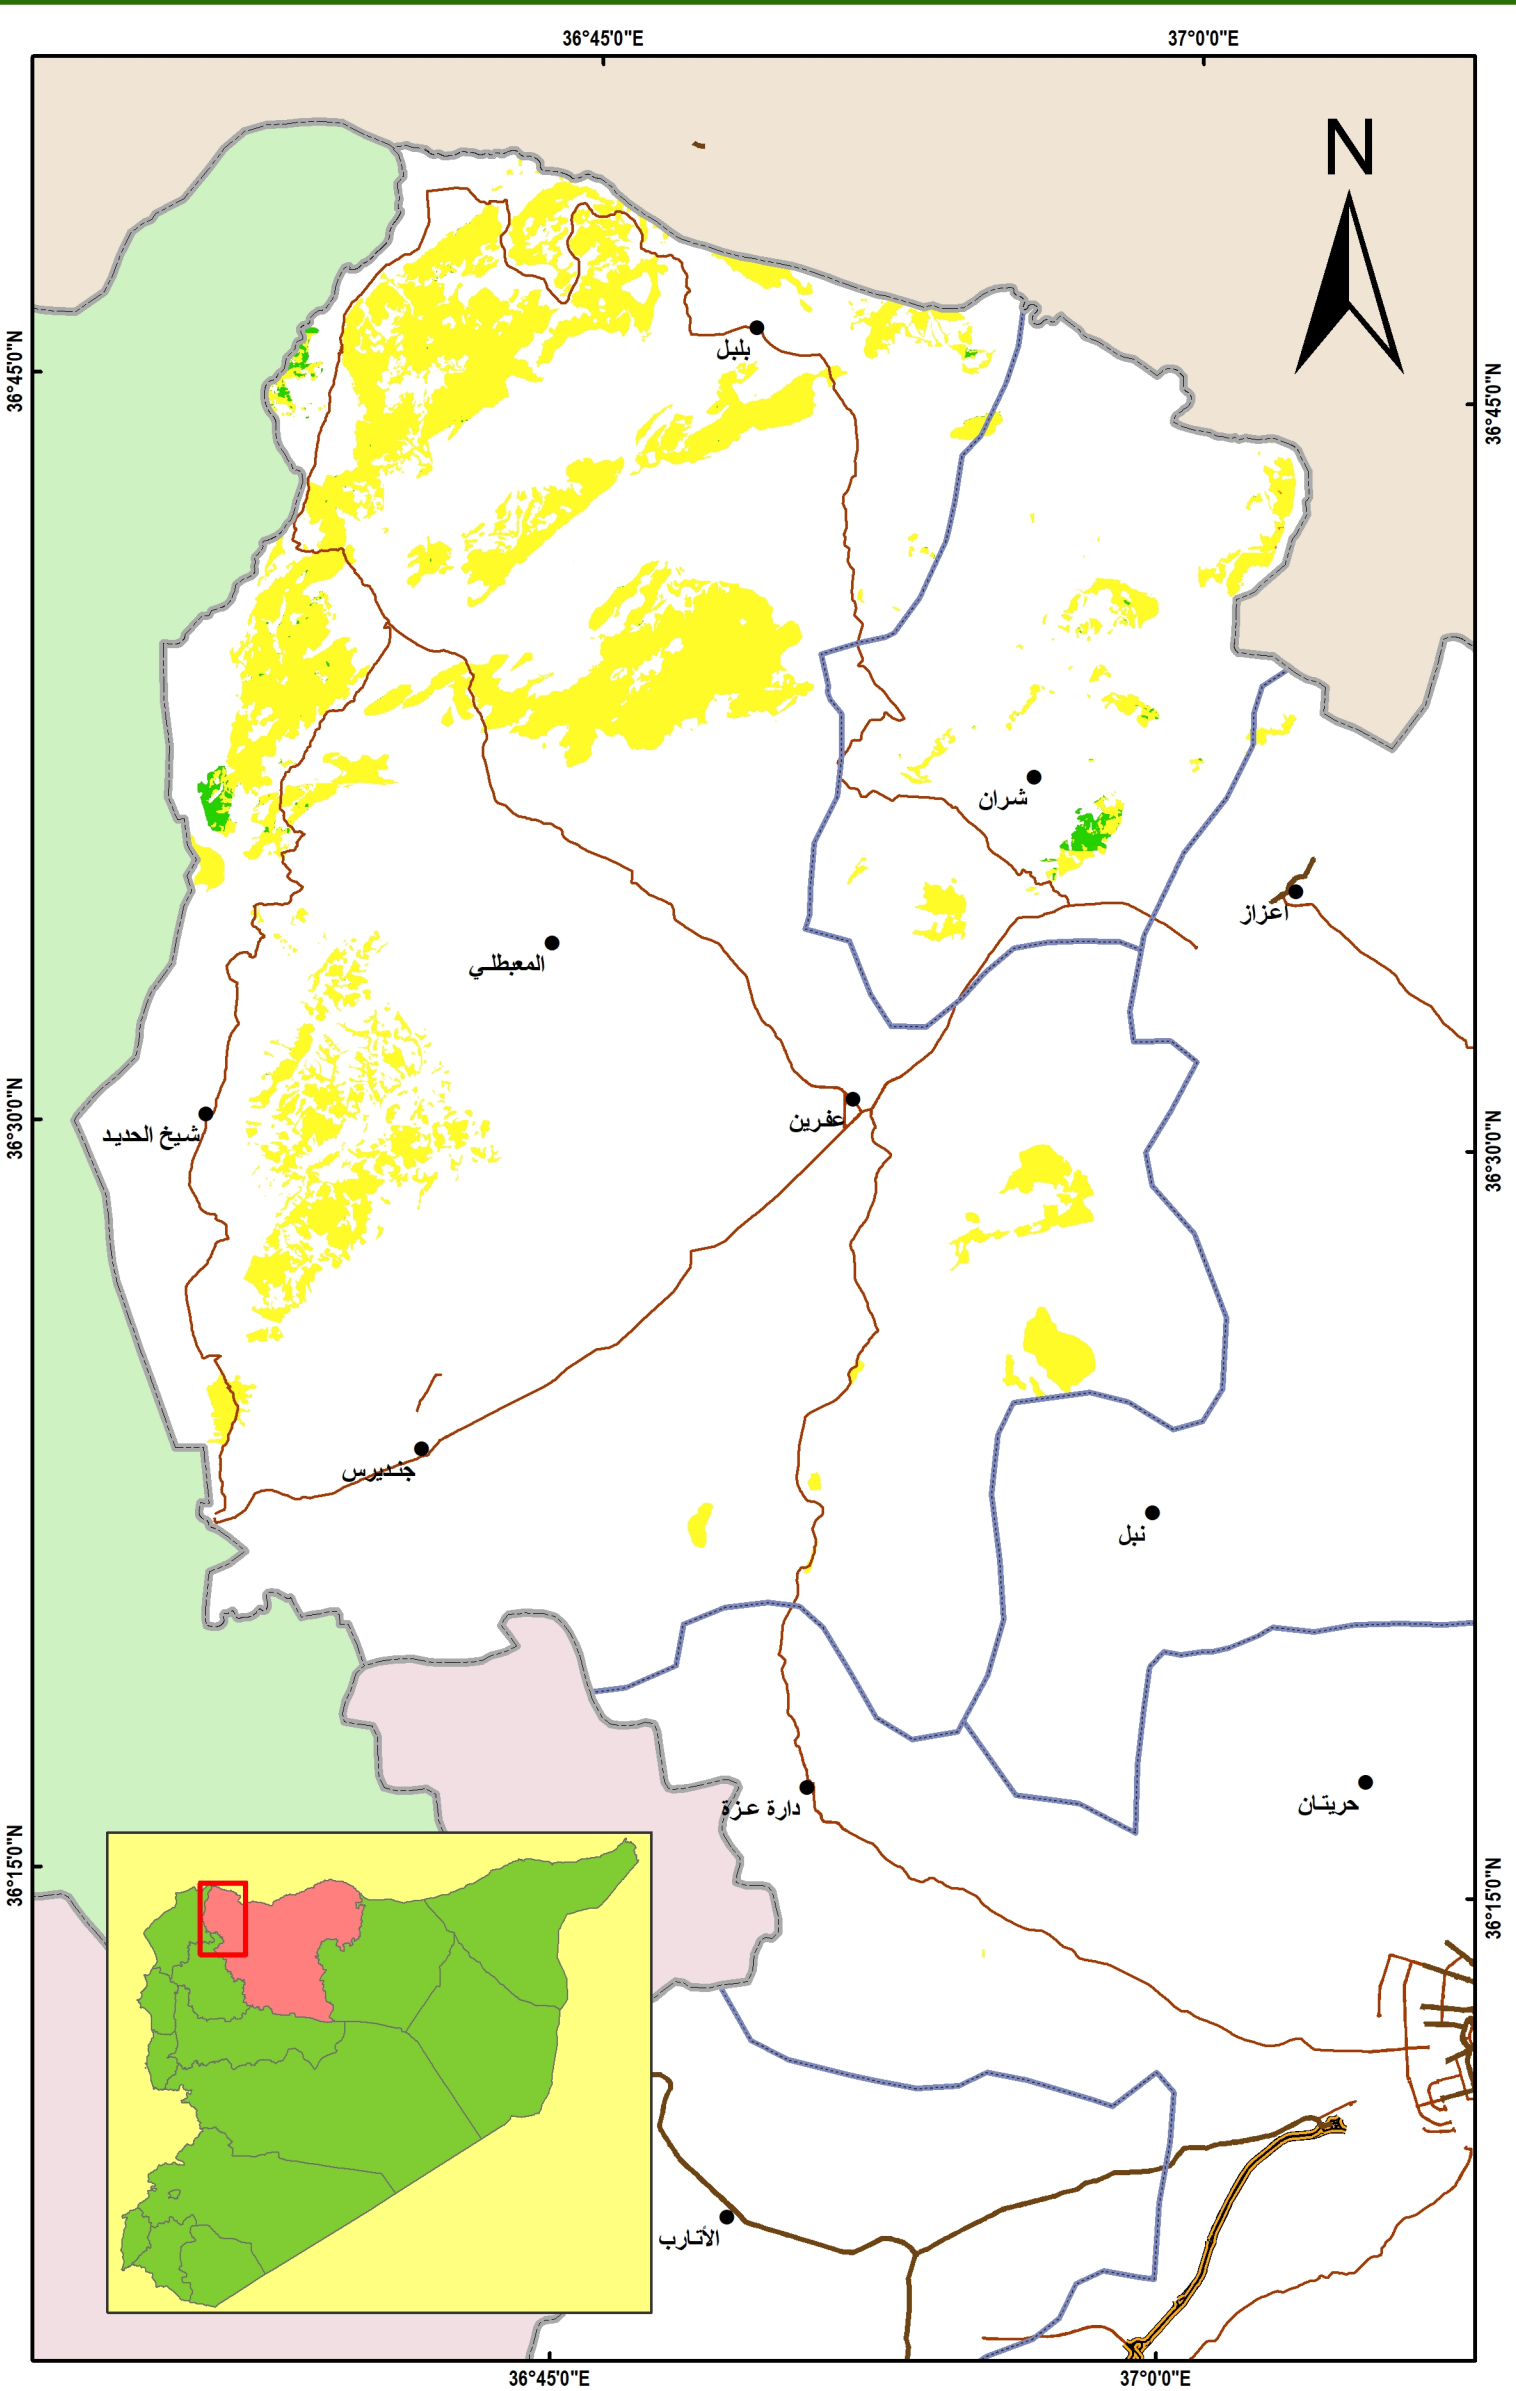 36°45'0"E
37°0'0"E
N
بلبل
36°45'0"N
36°45'0"N
شران
اعزاز
المعبطلي
عفرين
شيخ الحديد
36°30'0"N
36°30'0"N
جنديرس
نبل
دارة عزة
حريتان
36°15'0"N
36°15'0"N
الأتارب
36°45'0"E
37°0'0"E